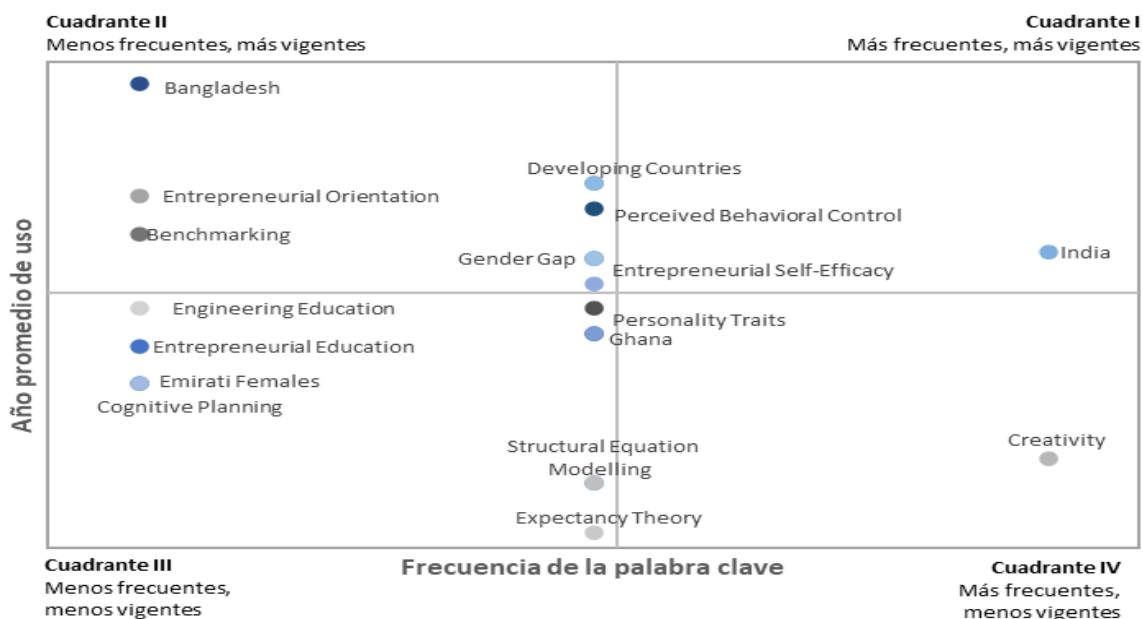 Cuadrante II
Menos frecuentes, más vigentes
Cuadrante I
Más frecuentes, más vigentes
Bangladesh
Developing Countries
Entrepreneurial Orientation
Perceived Behavioral Control
Benchmarking
India
Gender Gap
Entrepreneurial Self-Efficacy
Engineering Education
Personality Traits
Ghana
Entrepreneurial Education
Emirati Females
Cognitive Planning
Structural Equation
Modelling
Creativity
Expectancy Theory
Año promedio de uso
Frecuencia de la palabra clave
Cuadrante III
Menos frecuentes,
menos vigentes
Cuadrante IV
Más frecuentes,
menos vigentes